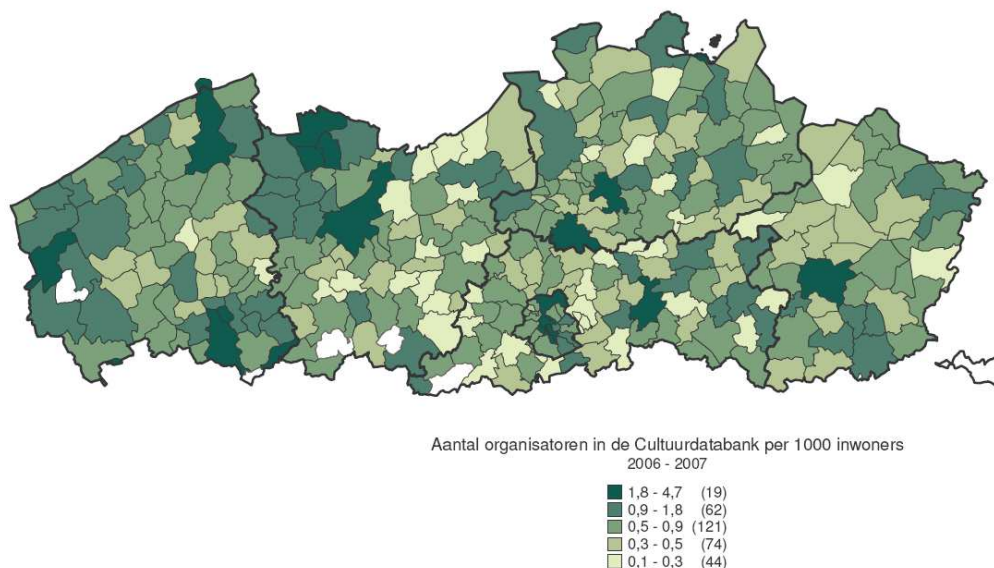 Aantal organisatoren in de Cultuurdatabank per 1000 inwoners
2006 - 2007
1,8 - 4,7 (19)
0,9 - 1,8 (62)
0,5 - 0,9 (121)
0,3 - 0,5 (74)
0,1 - 0,3 (44)